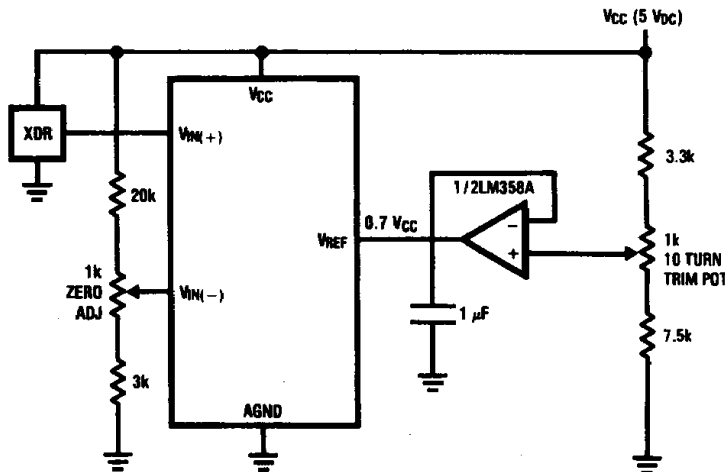 VCC (5 VDC)
XDR
VCC
VIN(+)
20k
1k
ZERO
ADJ
VIN(−)
3k
AGND
VREF
0.7 VCC
1/2LM358A
−
+
1 µF
3.3k
1k
10 TURN
TRIM POT
7.5k